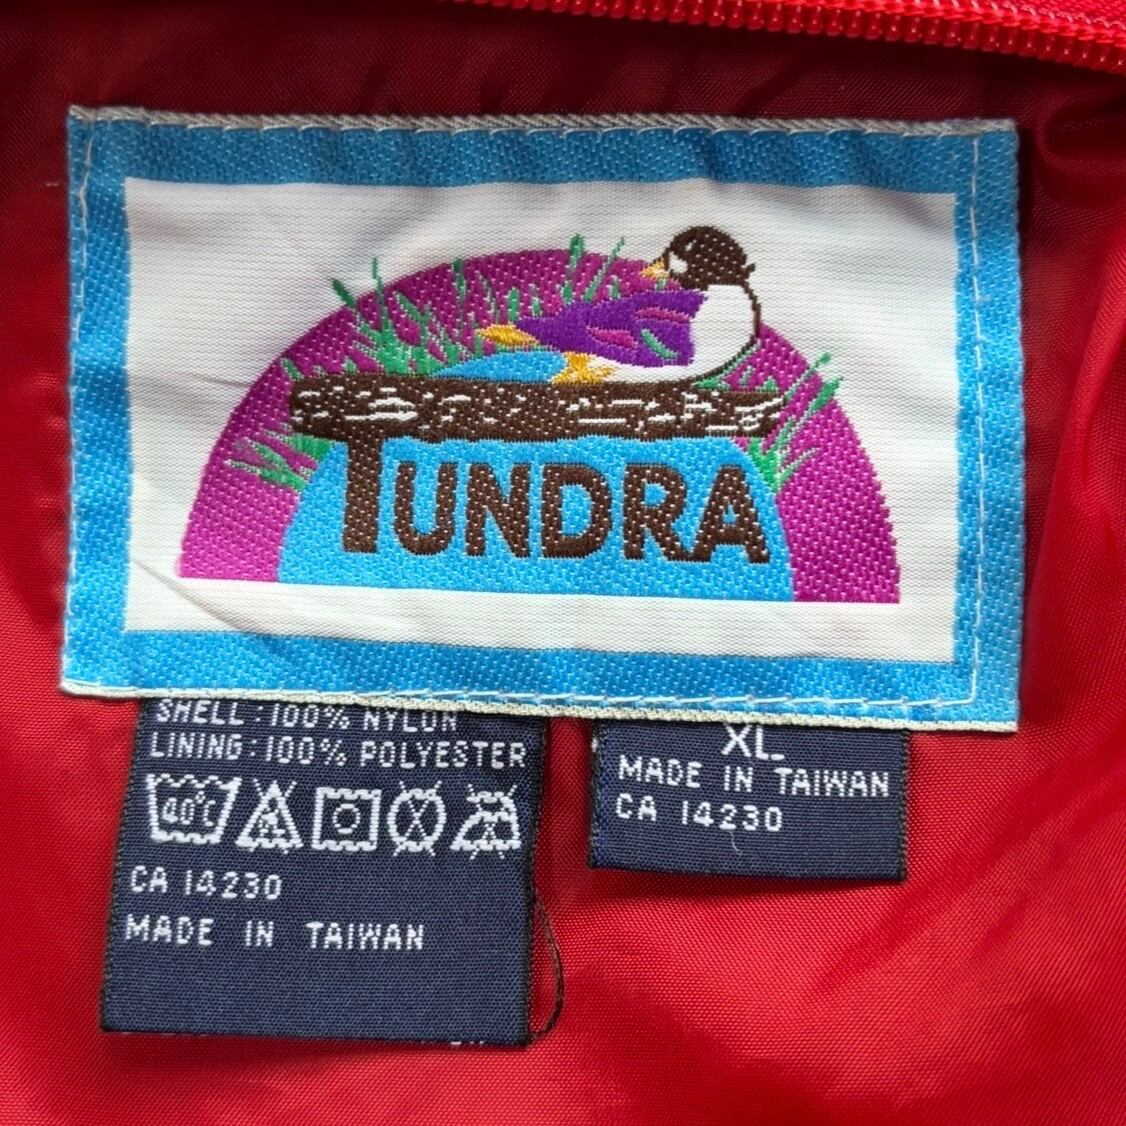 TUNDRA
SHELL : 100% NYLON
LINING : 100% POLYESTER
40°C
CA 14230
MADE IN TAIWAN
XL
MADE IN TAIWAN
CA 14230